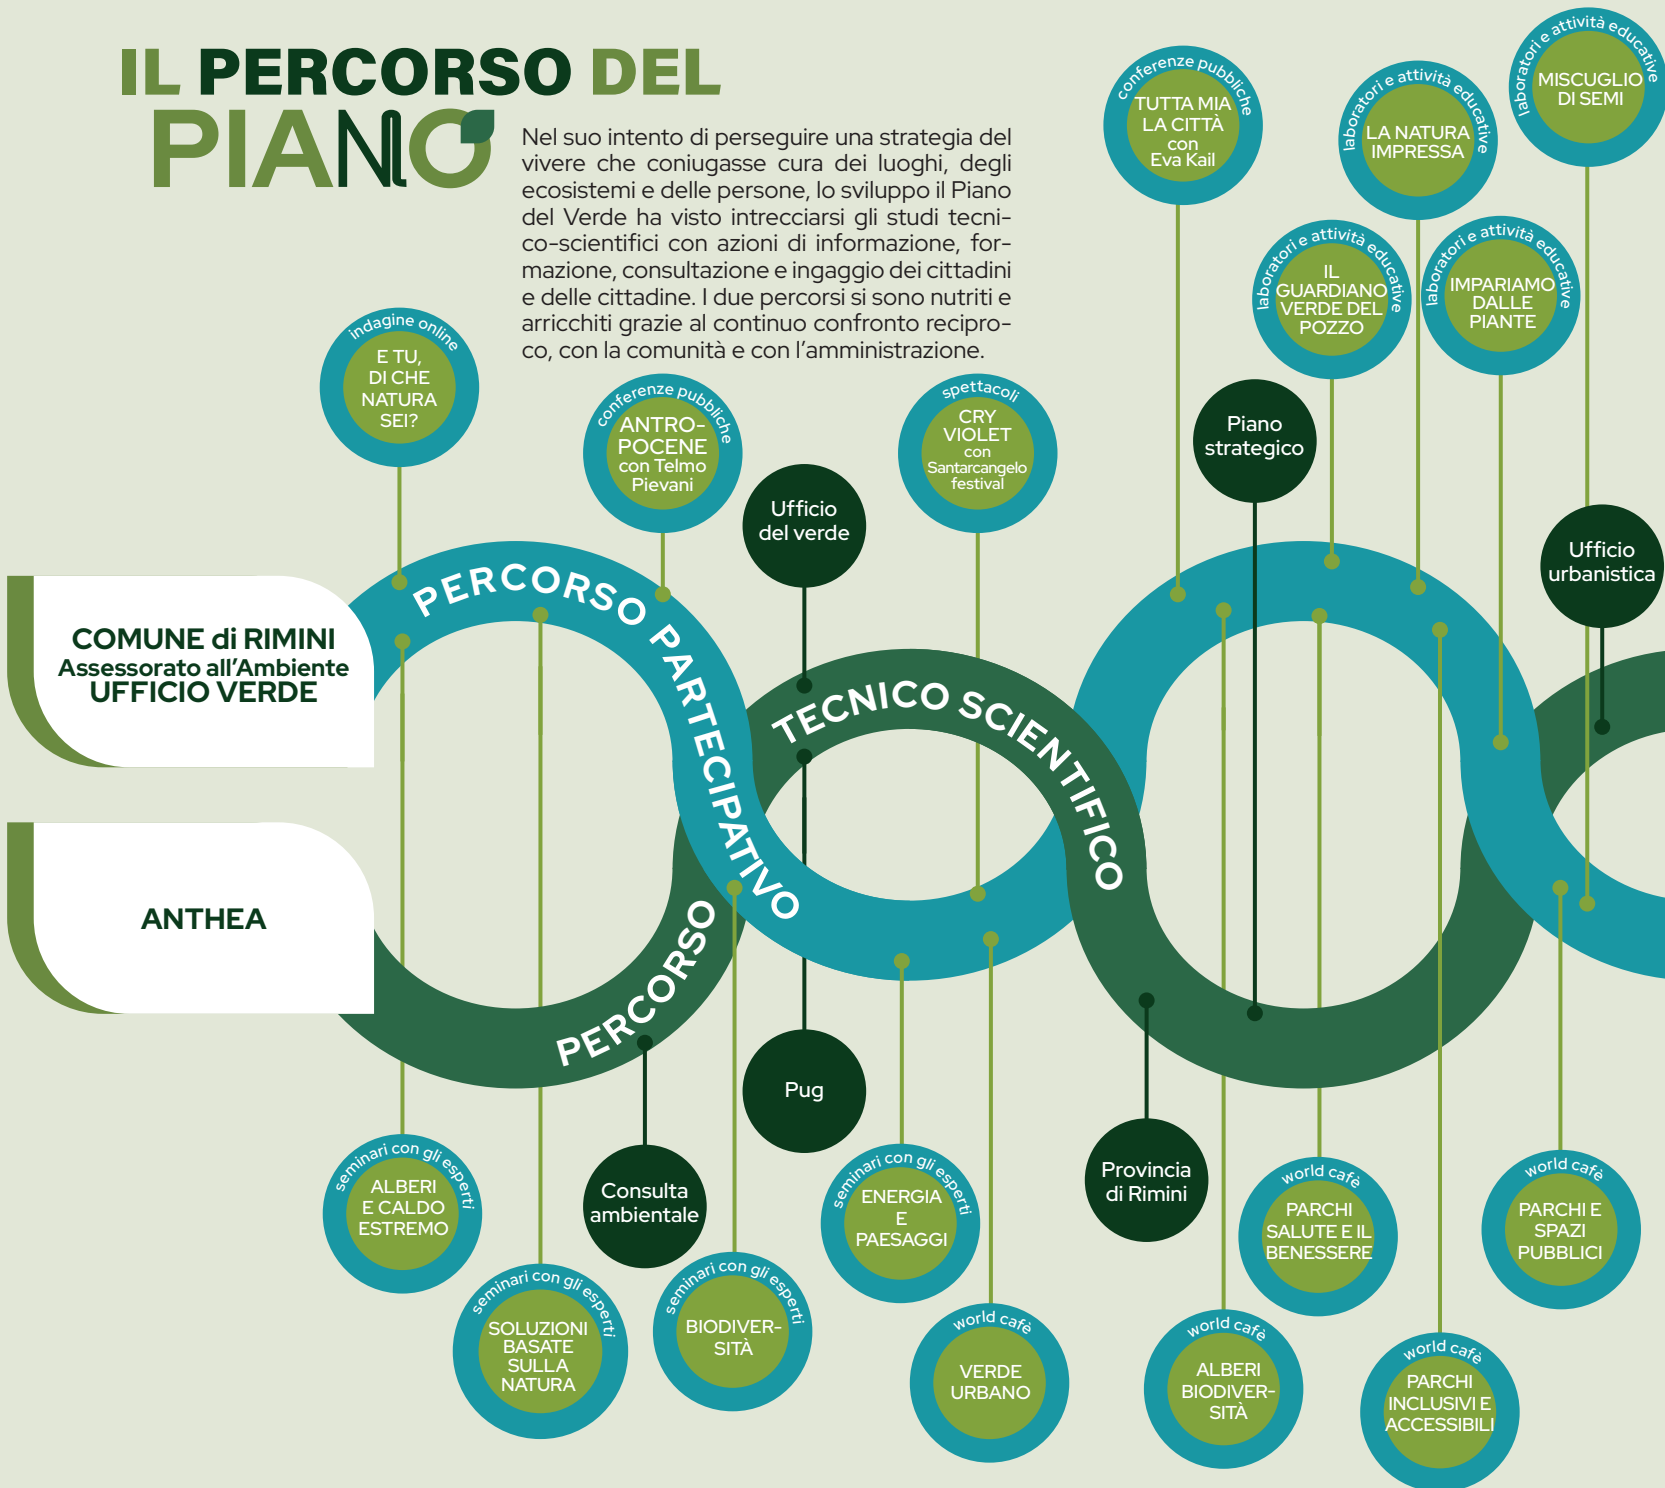 IL PERCORSO DEL
PIANO
Nel suo intento di perseguire una strategia del
vivere che coniugasse cura dei luoghi, degli
ecosistemi e delle persone, lo sviluppo il Piano
del Verde ha visto intrecciarsi gli studi tecni-
co-scientifici con azioni di informazione, for-
mazione, consultazione e ingaggio dei cittadini
e delle cittadine. I due percorsi si sono nutriti e
arricchiti grazie al continuo confronto recipro-
co, con la comunità e con l'amministrazione.
conferenze pubbliche
TUTTA MIA
LA CITTÀ
con
Eva Kail
laboratori e attività educative
LA NATURA
IMPRESSA
laboratori e attività educative
MISCUGLIO
DI SEMI
laboratori e attività educative
IL
GUARDIANO
VERDE DEL
POZZO
laboratori e attività educative
IMPARIAMO
DALLE
PIANTE
indagine online
E TU,
DI CHE
NATURA
SEI?
conferenze pubbliche
ANTRO-
POCENE
con Telmo
Pievani
Ufficio
del verde
spettacoli
CRY
VIOLET
con
Santarcangelo
festival
Piano
strategico
Ufficio
urbanistica
COMUNE di RIMINI
Assessorato all'Ambiente
UFFICIO VERDE
ANTHEA
PERCORSO PARTECIPATIVO
PERCORSO
TECNICO SCIENTIFICO
seminari con gli esperti
ALBERI
E CALDO
ESTREMO
seminari con gli esperti
SOLUZIONI
BASATE
SULLA
NATURA
Consulta
ambientale
seminari con gli esperti
BIODIVER-
SITÀ
Pug
seminari con gli esperti
ENERGIA
E
PAESAGGI
world cafè
VERDE
URBANO
Provincia
di Rimini
world cafè
ALBERI
BIODIVER-
SITÀ
world cafè
PARCHI
SALUTE E IL
BENESSERE
world cafè
PARCHI
INCLUSIVI E
ACCESSIBILI
world cafè
PARCHI E
SPAZI
PUBBLICI